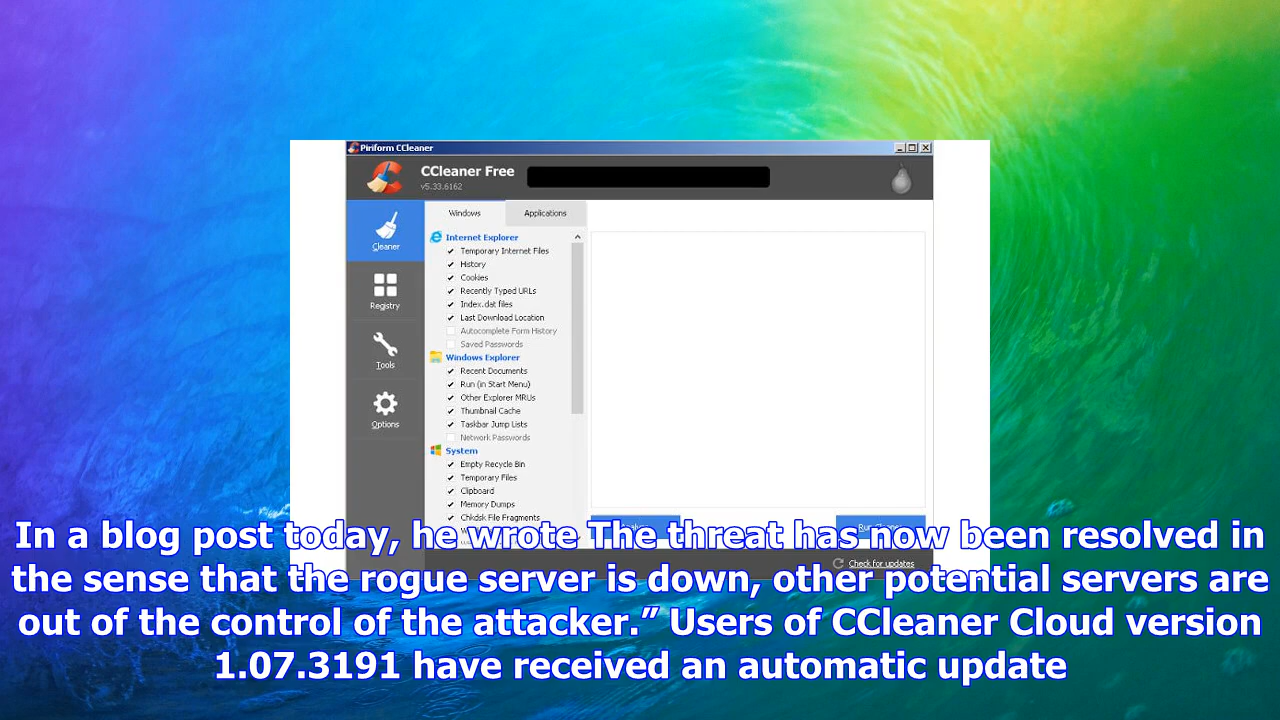 Piriform CCleaner
CCleaner Free
v5.33.6162
Windows
Applications
Cleaner
Registry
Tools
Options
Internet Explorer
Temporary Internet Files
History
Cookies
Recently Typed URLs
Index.dat files
Last Download Location
Autocomplete Form History
Saved Passwords
Windows Explorer
Recent Documents
Run (in Start Menu)
Other Explorer MRUs
Thumbnail Cache
Taskbar Jump Lists
Network Passwords
System
Empty Recycle Bin
Temporary Files
Clipboard
Memory Dumps
Chkdsk File Fragments
Check for updates
In a blog post today, he wrote The threat has now been resolved in
the sense that the rogue server is down, other potential servers are
out of the control of the attacker.” Users of CCleaner Cloud version
1.07.3191 have received an automatic update